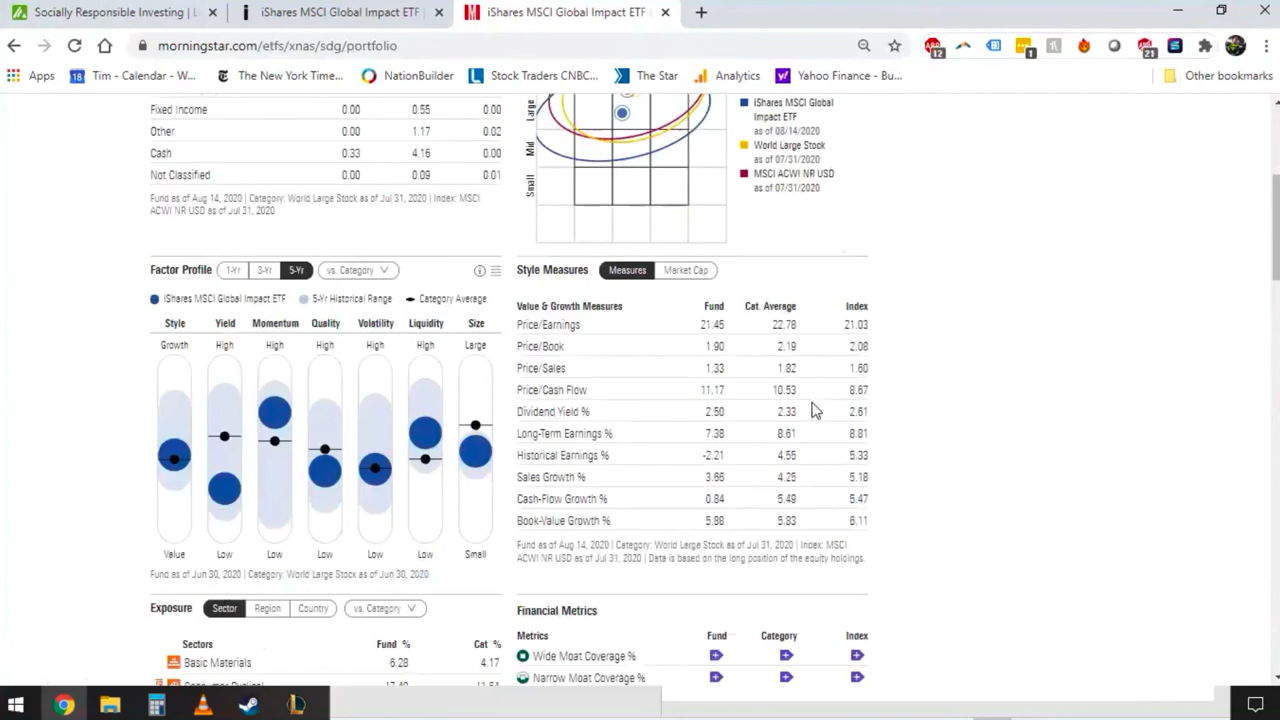 Socially Responsible Investing | L
iShares MSCI Global Impact ETF
iShares MSCI Global Impact ETF (
morningstar.com/etfs/xnas/sdg/portfolio
12
1
21
Apps
18 Tim - Calendar - W...
The New York Time...
NationBuilder
Stock Traders CNBC...
The Star
Analytics
Yahoo Finance - Bu...
Other bookmarks
Fixed Income 0.00 0.55 0.00
Other 0.00 1.17 0.02
Cash 0.33 4.16 0.00
Not Classified 0.00 0.09 0.01
Fund as of Aug 14, 2020 | Category: World Large Stock as of Jul 31, 2020 | Index: MSCI
ACWI NR USD as of Jul 31, 2020
Large
Mid
Small
iShares MSCI Global
Impact ETF
as of 08/14/2020
World Large Stock
as of 07/31/2020
MSCI ACWI NR USD
as of 07/31/2020
Factor Profile 1-Yr 3-Yr 5-Yr vs. Category
iShares MSCI Global Impact ETF 5-Yr Historical Range Category Average
Style Yield Momentum Quality Volatility Liquidity Size
Growth High High High High High Large
Value Low Low Low Low Low Small
Fund as of Jun 30, 2020 | Category: World Large Stock as of Jun 30, 2020
Style Measures Measures Market Cap
Value & Growth Measures Fund Cat. Average Index
Price/Earnings 21.45 22.78 21.03
Price/Book 1.90 2.19 2.08
Price/Sales 1.33 1.82 1.60
Price/Cash Flow 11.17 10.53 8.67
Dividend Yield % 2.50 2.33 2.61
Long-Term Earnings % 7.38 8.61 8.81
Historical Earnings % -2.21 4.55 5.33
Sales Growth % 3.66 4.25 5.18
Cash-Flow Growth % 0.84 5.49 5.47
Book-Value Growth % 5.88 5.83 6.11
Fund as of Aug 14, 2020 | Category: World Large Stock as of Jul 31, 2020 | Index: MSCI
ACWI NR USD as of Jul 31, 2020 | Data is based on the long position of the equity holdings.
Exposure Sector Region Country vs. Category
Sectors Fund % Cat %
Basic Materials 6.28 4.17
Financial Metrics
Metrics Fund Category Index
Wide Moat Coverage %
Narrow Moat Coverage %